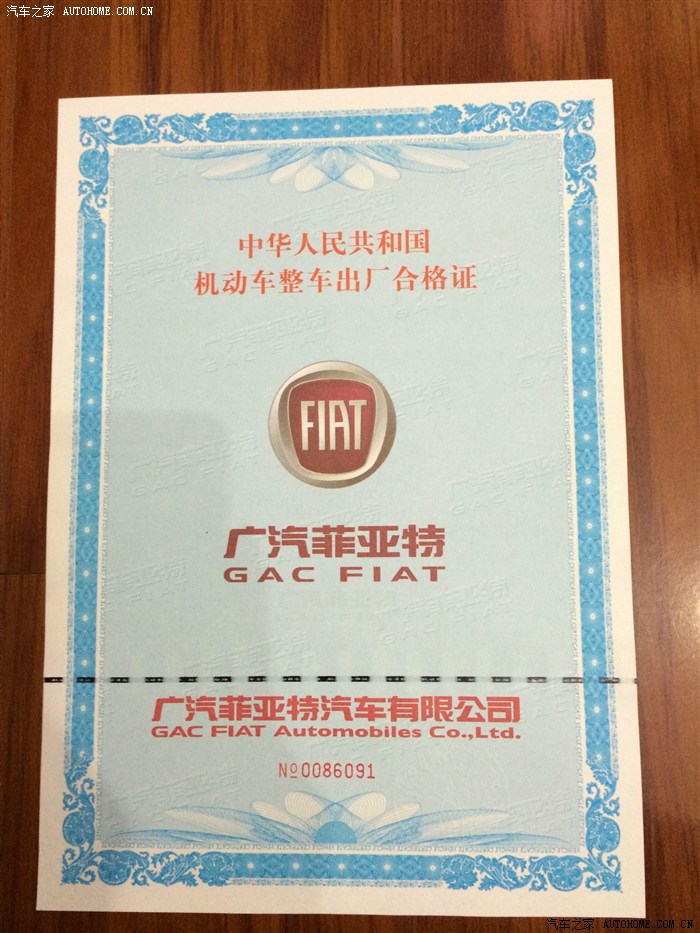 汽车之家 AUTOHOME.COM.CN
中华人民共和国
机动车整车出厂合格证
FIAT
广汽菲亚特
GAC FIAT
广汽菲亚特汽车有限公司
GAC FIAT Automobiles Co.,Ltd.
№0086091
汽车之家 AUTOHOME.COM.CN